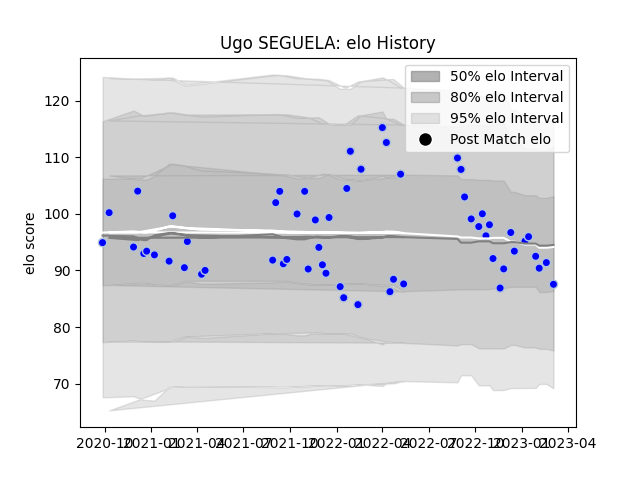 Ugo SEGUELA: elo History
50% elo Interval
80% elo Interval
95% elo Interval
Post Match elo
elo score
120
110
100
90
80
70
2020-10 2021-01 2021-04 2021-07 2021-10 2022-01 2022-04 2022-07 2022-10 2023-01 2023-04